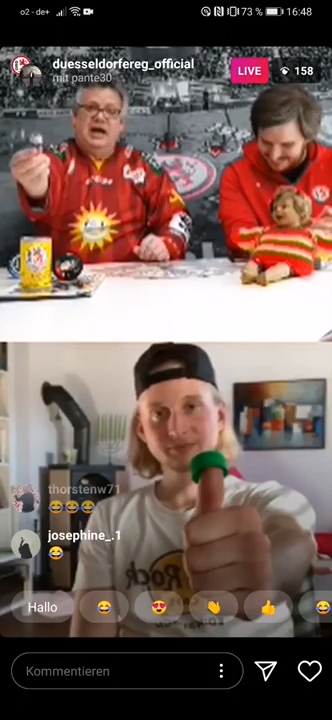 o2 - de+
73 %
16:48
duesseldorfereg_official
mit pante30
LIVE
158
thorstenw71
😂😂😂
josephine_.1
😂
Hallo 😂 😍 👏 👍 😂
Kommentieren